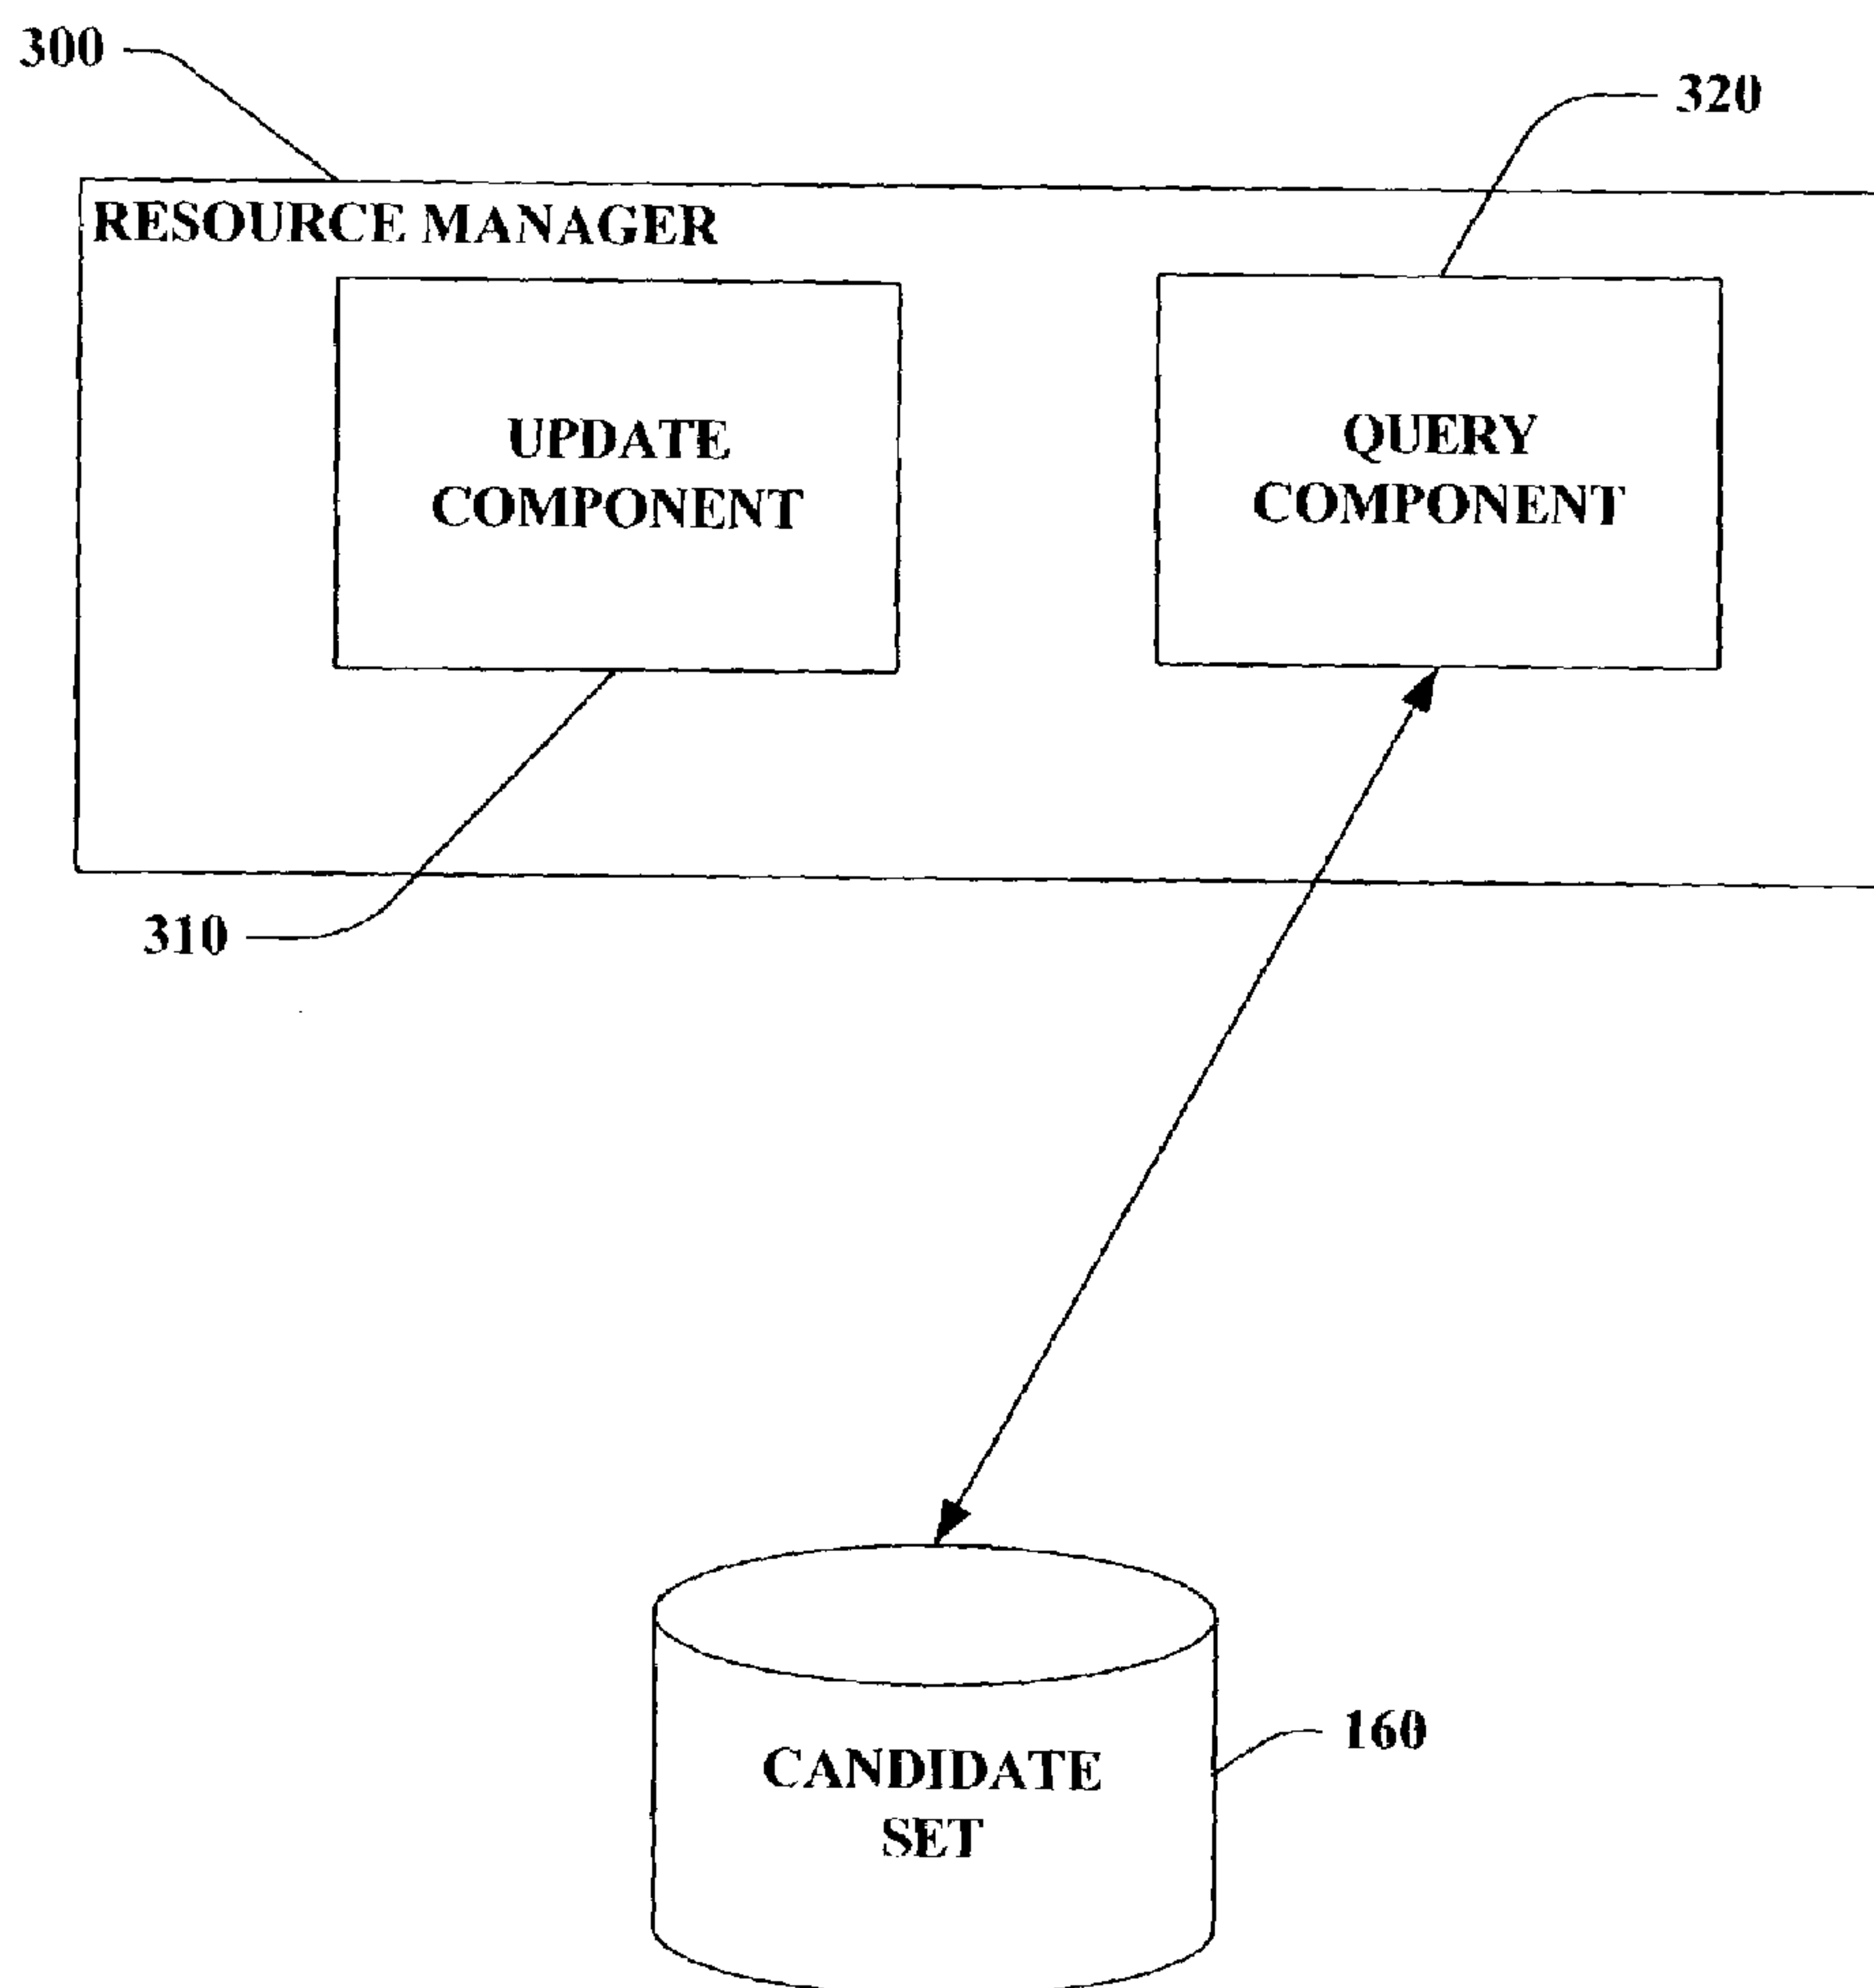 300
320
RESOURCE MANAGER
UPDATE
COMPONENT
QUERY
COMPONENT
310
160
CANDIDATE
SET